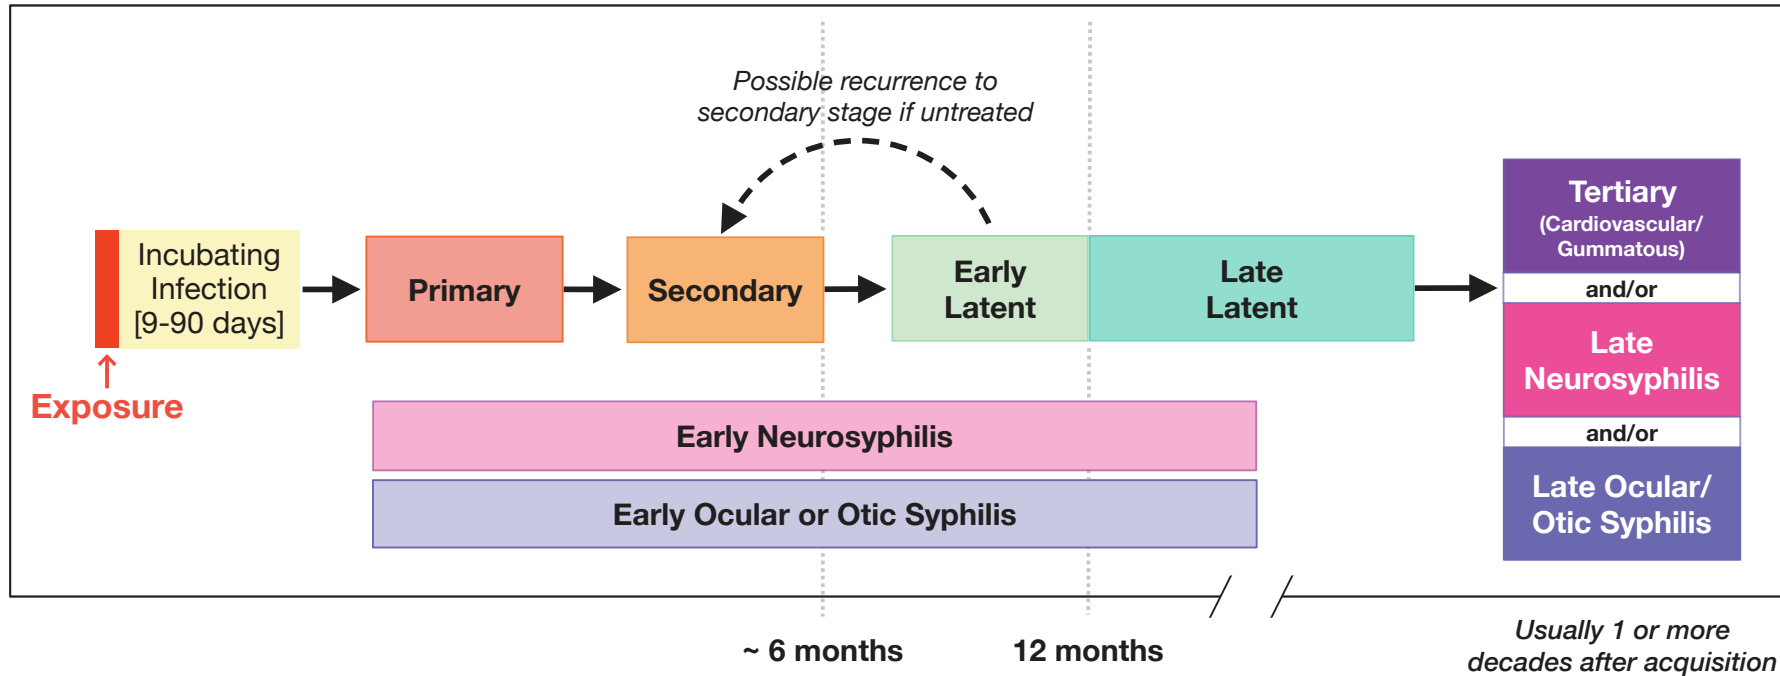 Possible recurrence to
secondary stage if untreated
Incubating
Infection
[9-90 days]
Exposure
Primary
Secondary
Early
Latent
Late
Latent
Tertiary
(Cardiovascular/
Gummatous)
and/or
Late
Neurosyphilis
and/or
Late Ocular/
Otic Syphilis
Early Neurosyphilis
Early Ocular or Otic Syphilis
~ 6 months
12 months
Usually 1 or more
decades after acquisition